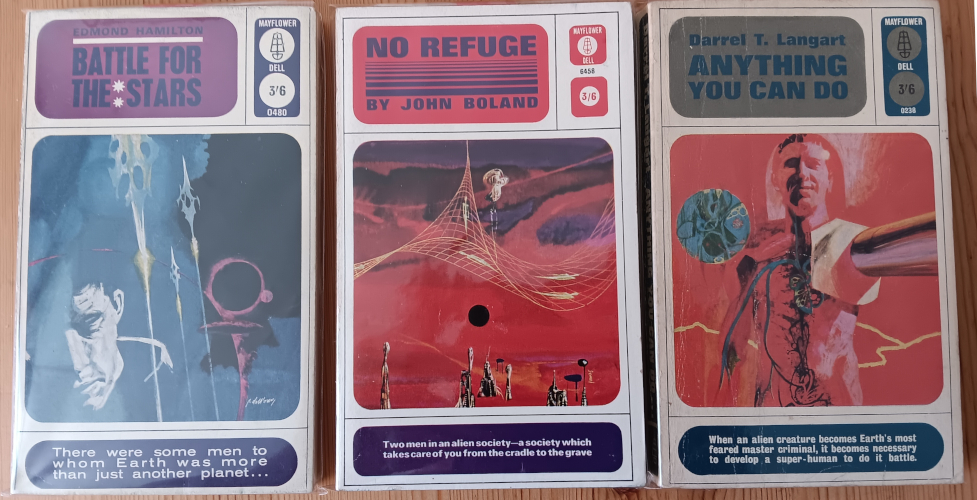 EDMOND HAMILTON
BATTLE FOR
THE STARS
MAYFLOWER
DELL
3'6
0480
There were some men to
whom Earth was more
than just another planet...
NO REFUGE
BY JOHN BOLAND
MAYFLOWER
DELL
6458
3/6
Two men in an alien society—a society which
takes care of you from the cradle to the grave
Darrel T. Langart
ANYTHING
YOU CAN DO
MAYFLOWER
DELL
3'6
0238
When an alien creature becomes Earth's most
feared master criminal, it becomes necessary
to develop a super-human to do it battle.